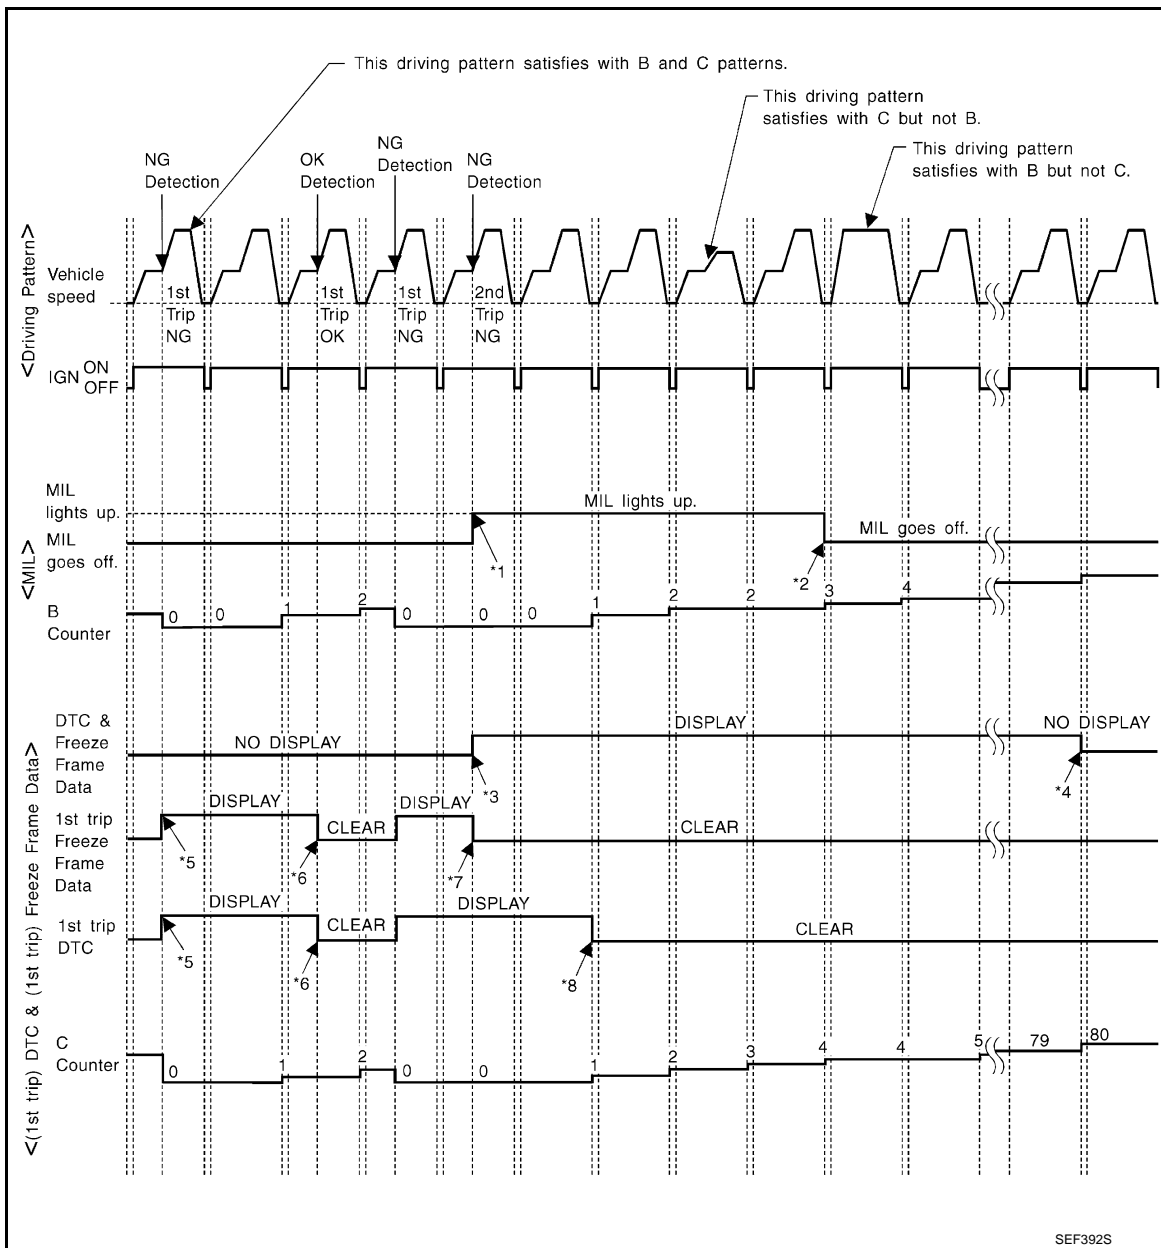 This driving pattern satisfies with B and C patterns.
This driving pattern
satisfies with C but not B.
This driving pattern
satisfies with B but not C.
NG
Detection
OK
Detection
NG
Detection
NG
Detection
<Driving Pattern>
Vehicle
speed
1st
Trip
NG
1st
Trip
OK
1st
Trip
NG
2nd
Trip
NG
IGN ON
OFF
<MIL>
MIL
lights up.
MIL lights up.
MIL
goes off.
MIL goes off.
*1
*2
B
Counter
0 0 1 2 0 0 0 1 2 2 3 4
<(1st trip) DTC & (1st trip) Freeze Frame Data>
DTC &
Freeze
Frame
Data
NO DISPLAY
DISPLAY
NO DISPLAY
*3
*4
1st trip
Freeze
Frame
Data
DISPLAY
CLEAR
DISPLAY
CLEAR
*5
*6
*7
1st trip
DTC
DISPLAY
CLEAR
DISPLAY
CLEAR
*5
*6
*8
C
Counter
0 1 2 0 0 1 2 3 4 4 5 79 80
SEF392S